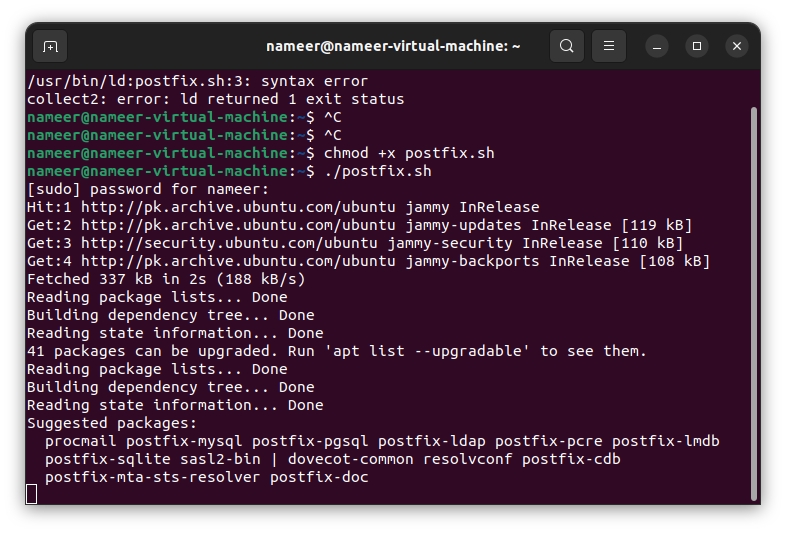 nameer@nameer-virtual-machine: ~
/usr/bin/ld:postfix.sh:3: syntax error
collect2: error: ld returned 1 exit status
nameer@nameer-virtual-machine:~$ ^C
nameer@nameer-virtual-machine:~$ ^C
nameer@nameer-virtual-machine:~$ chmod +x postfix.sh
nameer@nameer-virtual-machine:~$ ./postfix.sh
[sudo] password for nameer:
Hit:1 http://pk.archive.ubuntu.com/ubuntu jammy InRelease
Get:2 http://pk.archive.ubuntu.com/ubuntu jammy-updates InRelease [119 kB]
Get:3 http://security.ubuntu.com/ubuntu jammy-security InRelease [110 kB]
Get:4 http://pk.archive.ubuntu.com/ubuntu jammy-backports InRelease [108 kB]
Fetched 337 kB in 2s (188 kB/s)
Reading package lists... Done
Building dependency tree... Done
Reading state information... Done
41 packages can be upgraded. Run 'apt list --upgradable' to see them.
Reading package lists... Done
Building dependency tree... Done
Reading state information... Done
Suggested packages:
  procmail postfix-mysql postfix-pgsql postfix-ldap postfix-pcre postfix-lmdb
  postfix-sqlite sasl2-bin | dovecot-common resolvconf postfix-cdb
  postfix-mta-sts-resolver postfix-doc